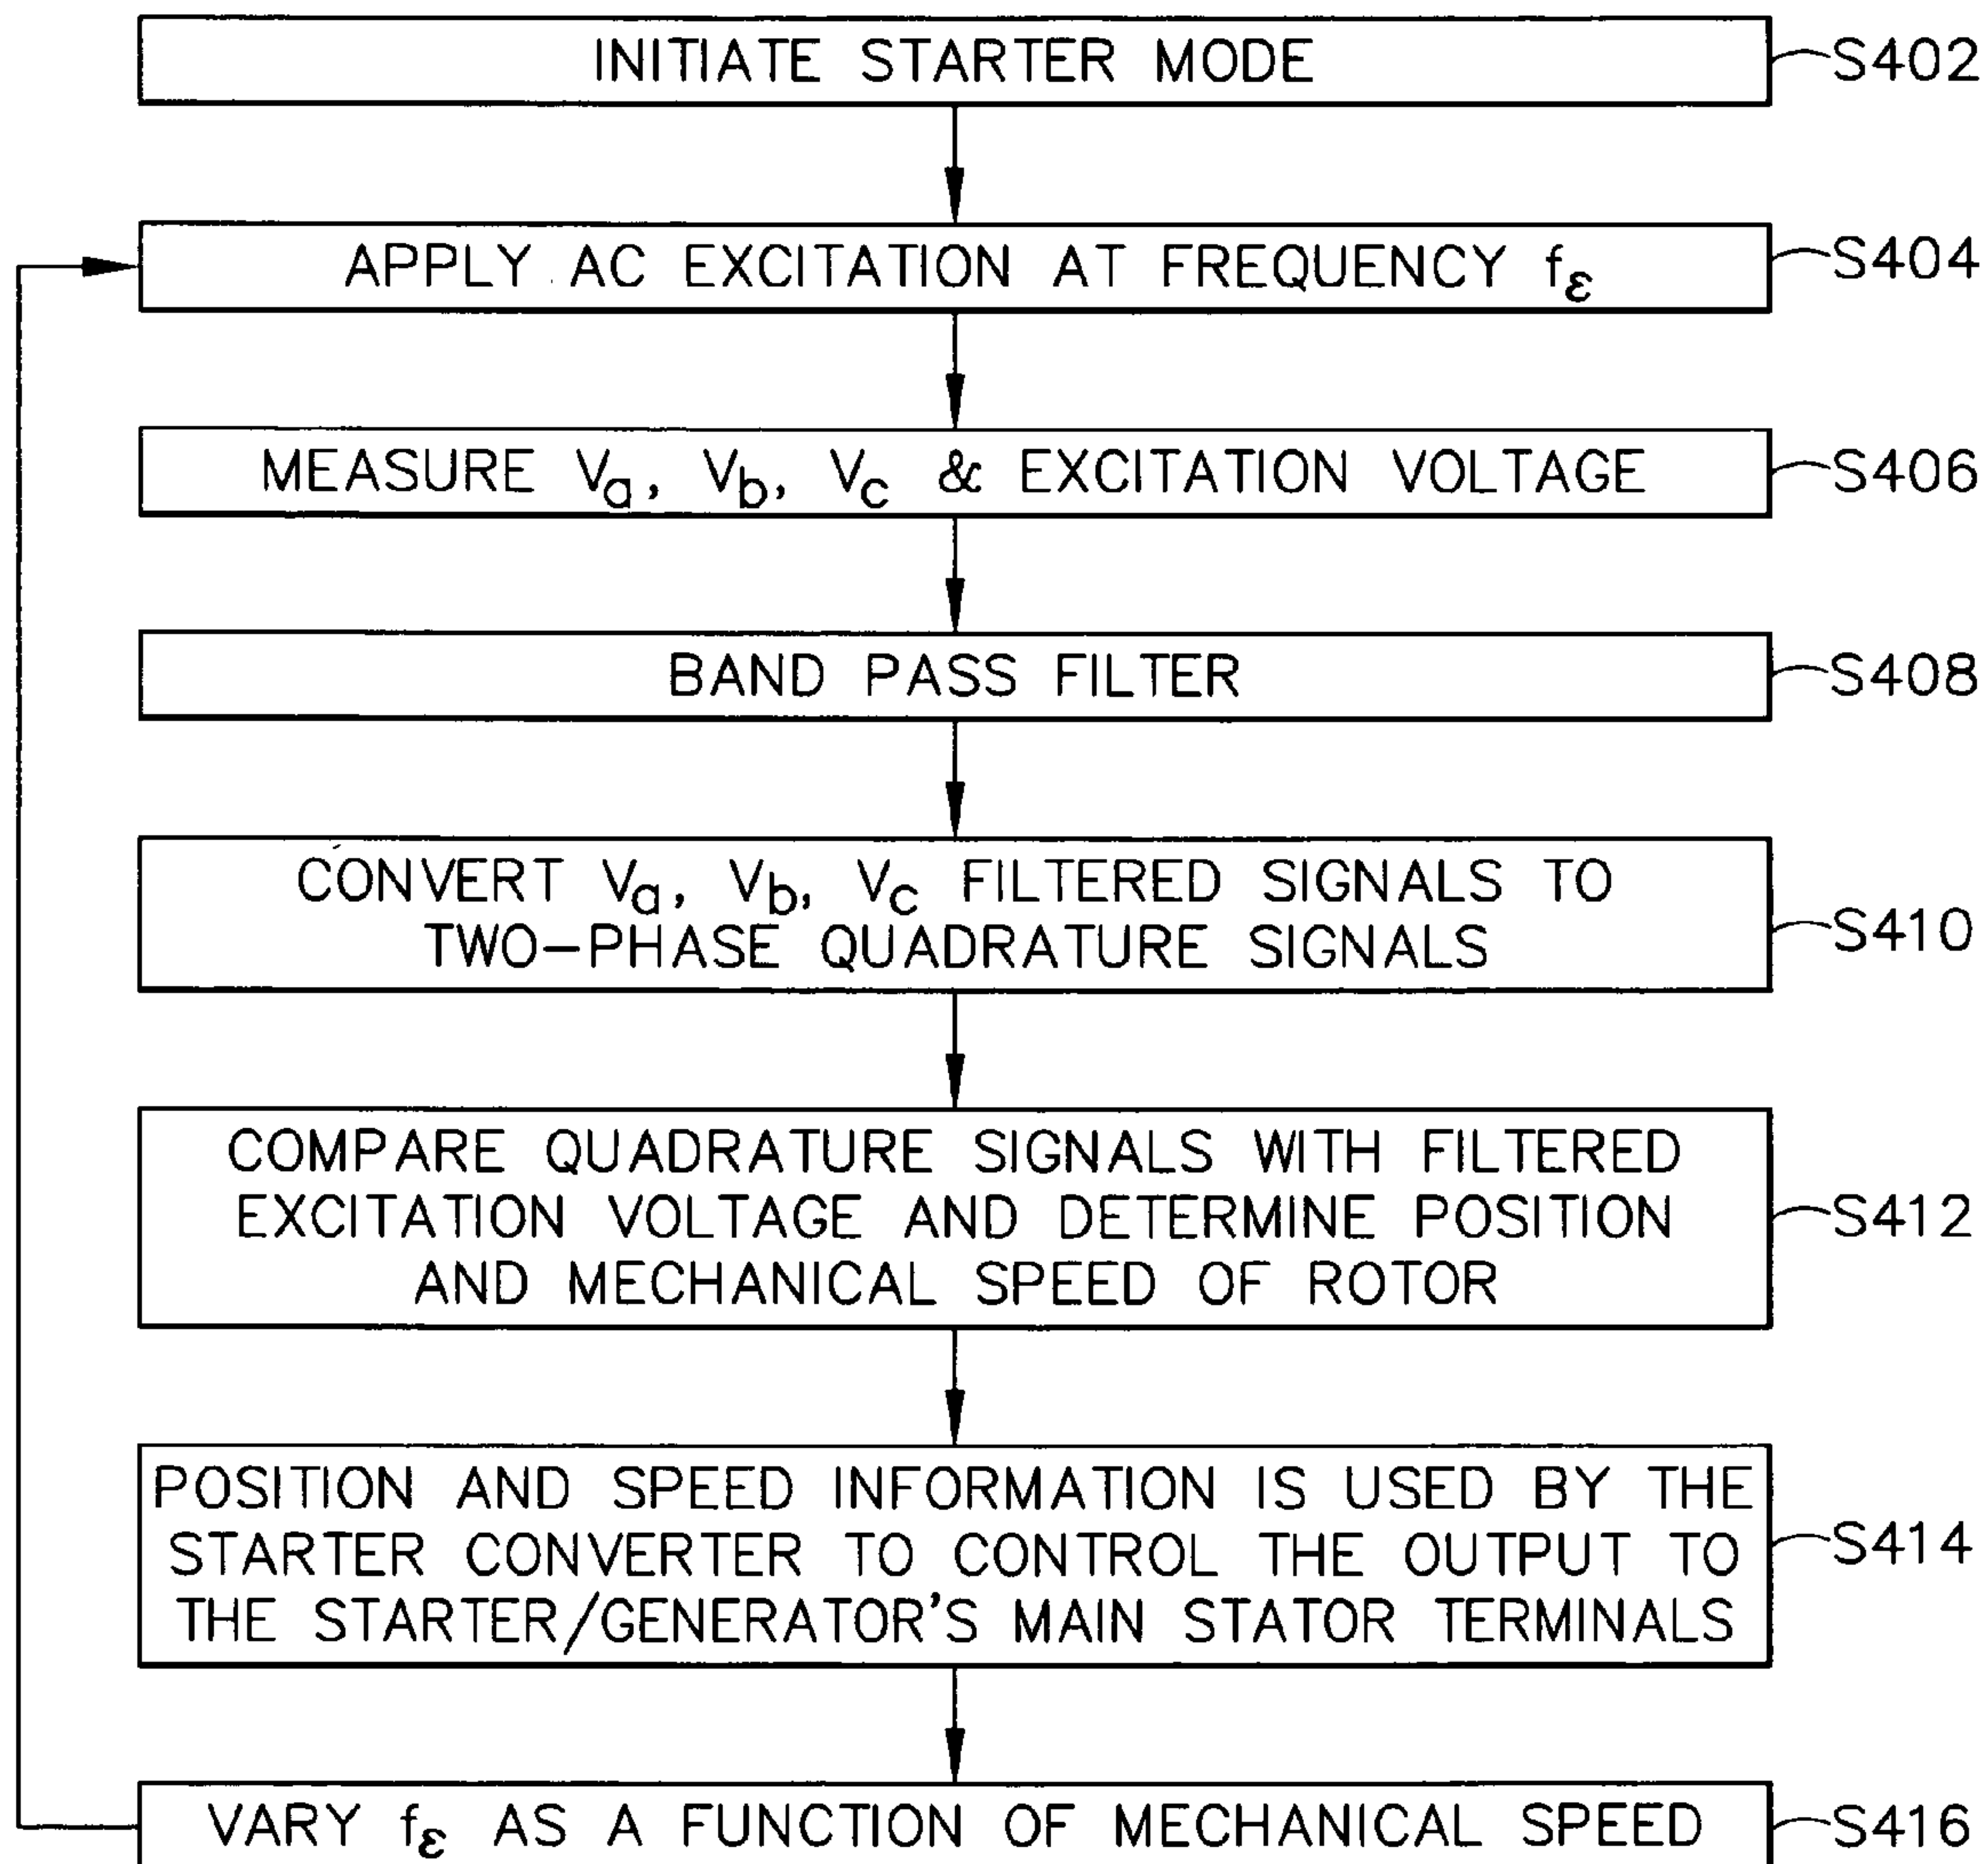 INITIATE STARTER MODE
S402
APPLY AC EXCITATION AT FREQUENCY fε
S404
MEASURE Va, Vb, Vc & EXCITATION VOLTAGE
S406
BAND PASS FILTER
S408
CONVERT Va, Vb, Vc FILTERED SIGNALS TO
TWO-PHASE QUADRATURE SIGNALS
S410
COMPARE QUADRATURE SIGNALS WITH FILTERED
EXCITATION VOLTAGE AND DETERMINE POSITION
AND MECHANICAL SPEED OF ROTOR
S412
POSITION AND SPEED INFORMATION IS USED BY THE
STARTER CONVERTER TO CONTROL THE OUTPUT TO
THE STARTER/GENERATOR'S MAIN STATOR TERMINALS
S414
VARY fε AS A FUNCTION OF MECHANICAL SPEED
S416